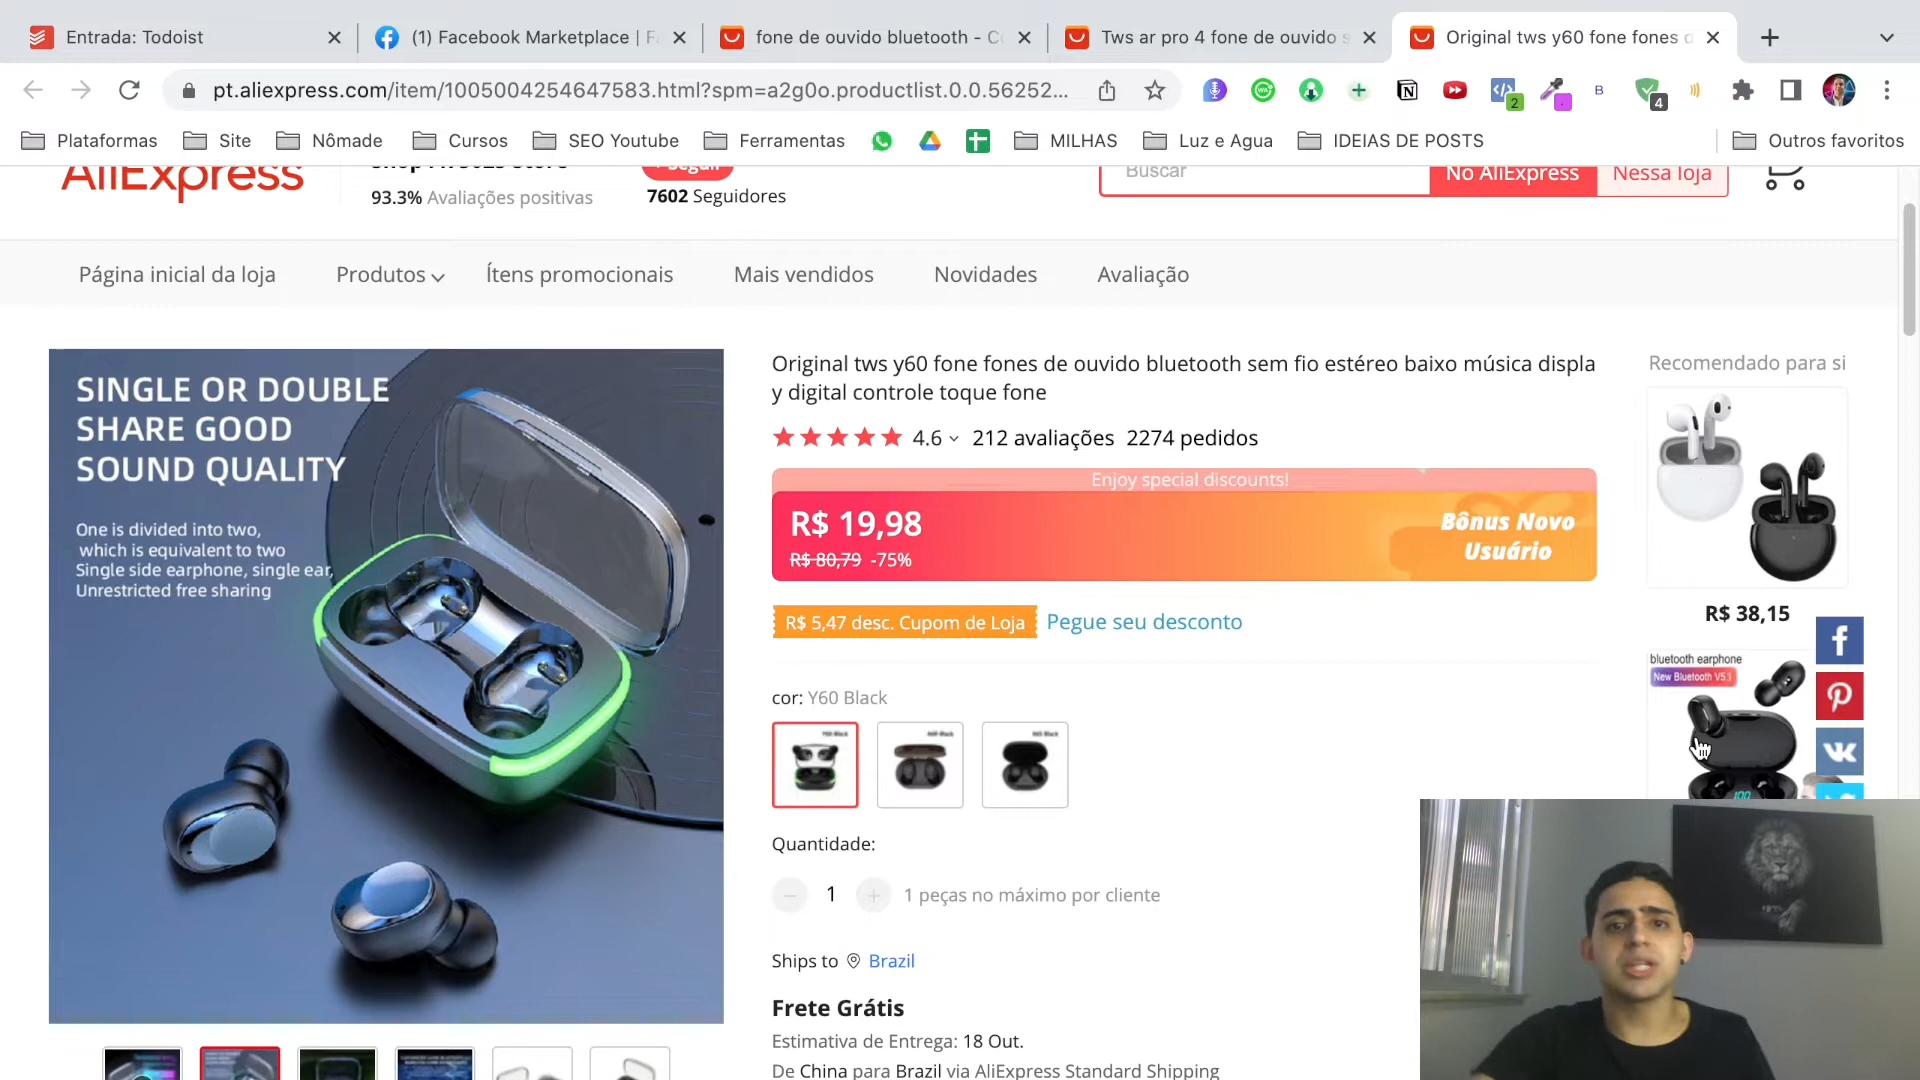 Entrada: Todoist
(1) Facebook Marketplace | Fa
fone de ouvido bluetooth - Co
Tws ar pro 4 fone de ouvido s
Original tws y60 fone fones d
pt.aliexpress.com/item/1005004254647583.html?spm=a2g0o.productlist.0.0.56252...
2
B
4
Plataformas
Site
Nômade
Cursos
SEO Youtube
Ferramentas
MILHAS
Luz e Agua
IDEIAS DE POSTS
Outros favoritos
AliExpress
93.3% Avaliações positivas
+ Seguir
7602 Seguidores
Buscar
No AliExpress
Nessa loja
Página inicial da loja
Produtos
Ítens promocionais
Mais vendidos
Novidades
Avaliação
SINGLE OR DOUBLE
SHARE GOOD
SOUND QUALITY
One is divided into two,
which is equivalent to two
Single side earphone, single ear,
Unrestricted free sharing
Original tws y60 fone fones de ouvido bluetooth sem fio estéreo baixo música displa
y digital controle toque fone
4.6
212 avaliações
2274 pedidos
Enjoy special discounts!
R$ 19,98
R$ 80,79 -75%
Bônus Novo
Usuário
R$ 5,47 desc. Cupom de Loja
Pegue seu desconto
cor: Y60 Black
Quantidade:
1
1 peças no máximo por cliente
Ships to
Brazil
Frete Grátis
Estimativa de Entrega: 18 Out.
De China para Brazil via AliExpress Standard Shipping
Recomendado para si
R$ 38,15
bluetooth earphone
New Bluetooth V5.1
100